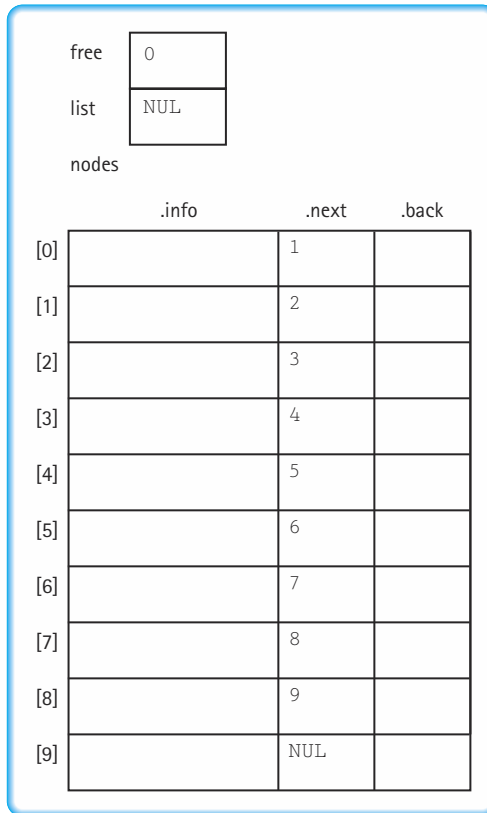 free 0
list NUL
nodes
.info .next .back
[0] 1
[1] 2
[2] 3
[3] 4
[4] 5
[5] 6
[6] 7
[7] 8
[8] 9
[9] NUL